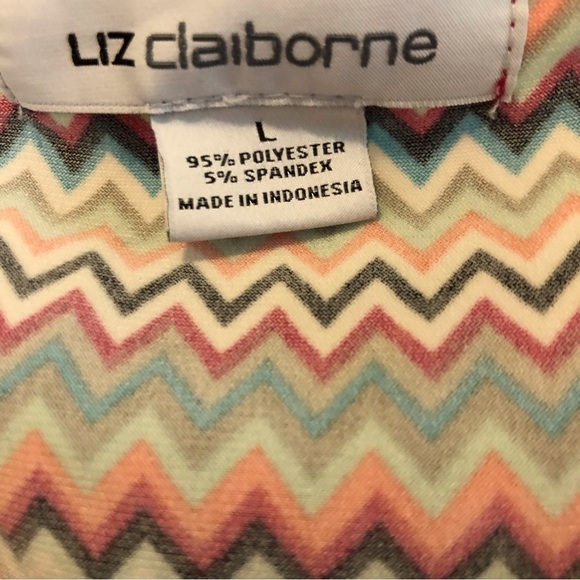 LIZ claiborne
L
95% POLYESTER
5% SPANDEX
MADE IN INDONESIA